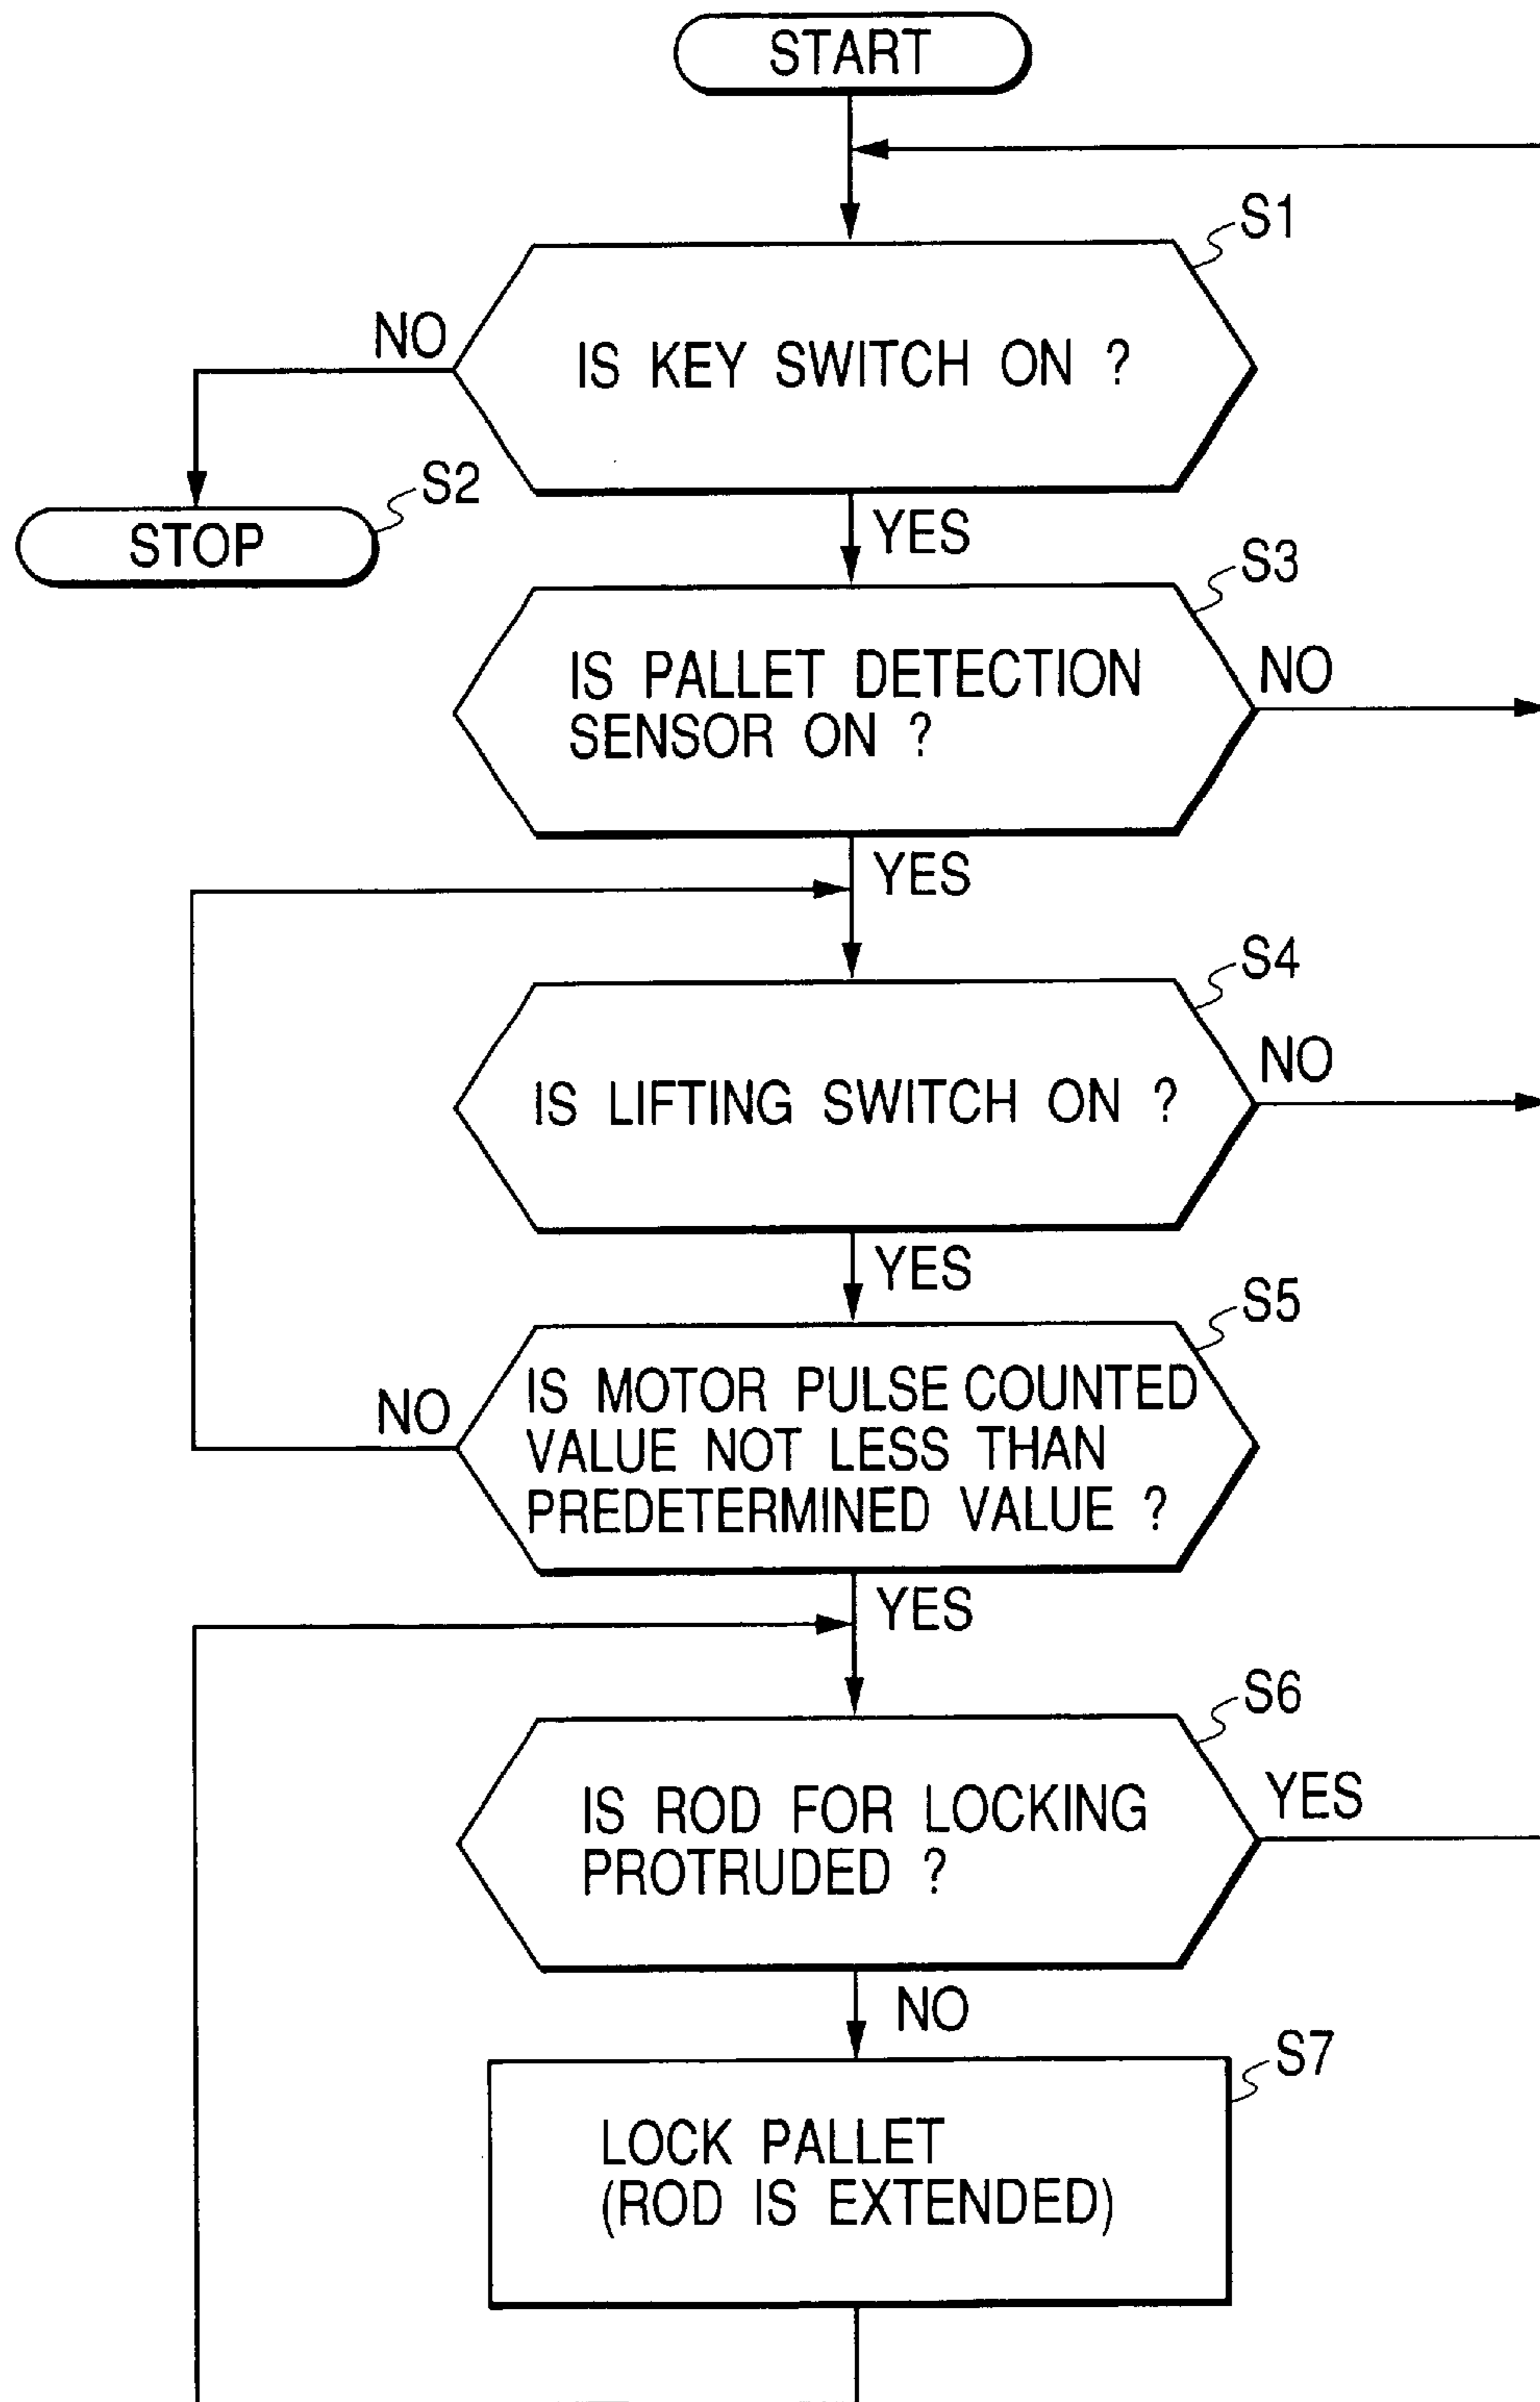 START
S1
NO
IS KEY SWITCH ON ?
S2
STOP
YES
S3
IS PALLET DETECTION
SENSOR ON ?
NO
YES
S4
IS LIFTING SWITCH ON ?
NO
YES
S5
NO
IS MOTOR PULSE COUNTED
VALUE NOT LESS THAN
PREDETERMINED VALUE ?
YES
S6
IS ROD FOR LOCKING
PROTRUDED ?
YES
NO
S7
LOCK PALLET
(ROD IS EXTENDED)